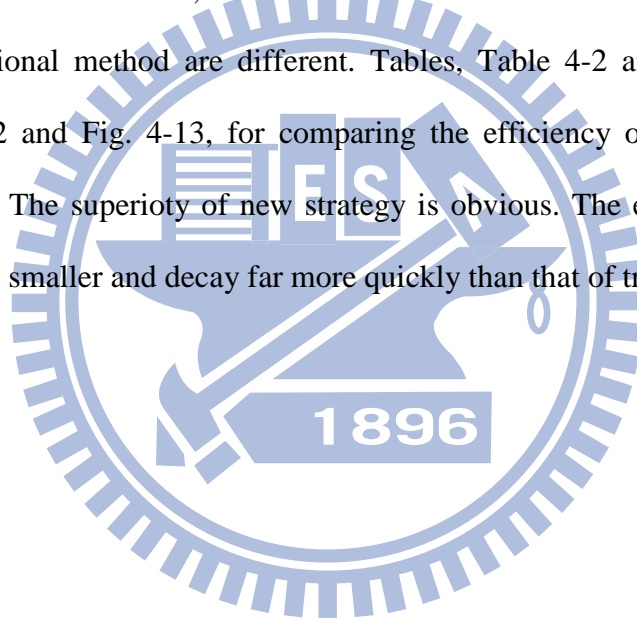 ional method are different. Tables, Table 4-2 a
2 and Fig. 4-13, for comparing the efficiency o
The superioty of new strategy is obvious. The e
smaller and decay far more quickly than that of t
E S A
1896